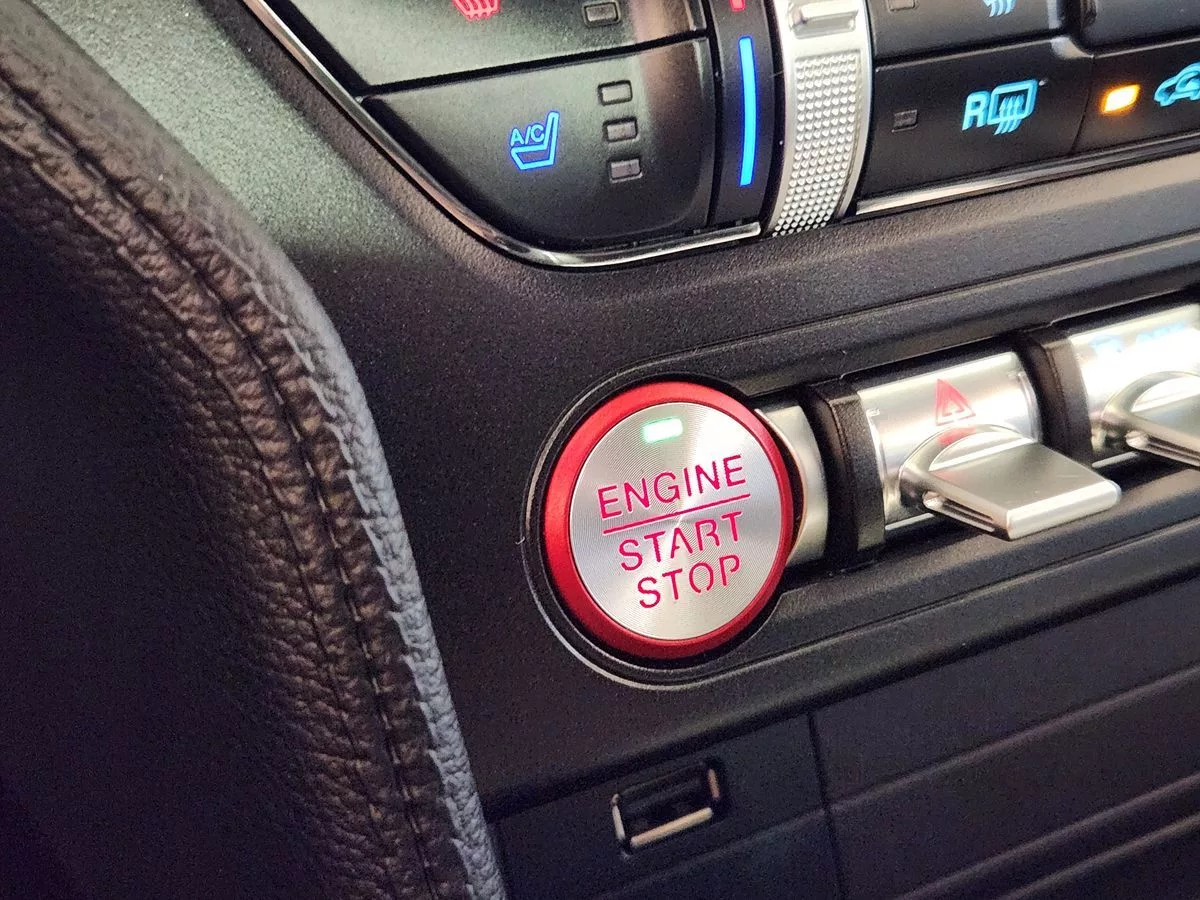 A/C
R
ENGINE
START
STOP